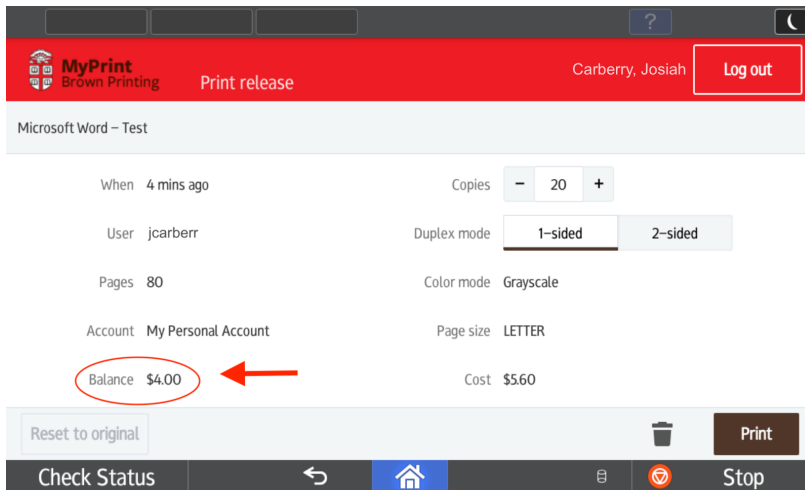 ?
MyPrint
Brown Printing
Print release
Carberry, Josiah
Log out
Microsoft Word – Test
When 4 mins ago
Copies − 20 +
User jcarberr
Duplex mode 1-sided 2-sided
Pages 80
Color mode Grayscale
Account My Personal Account
Page size LETTER
Balance $4.00
Cost $5.60
Reset to original
Print
Check Status
Stop